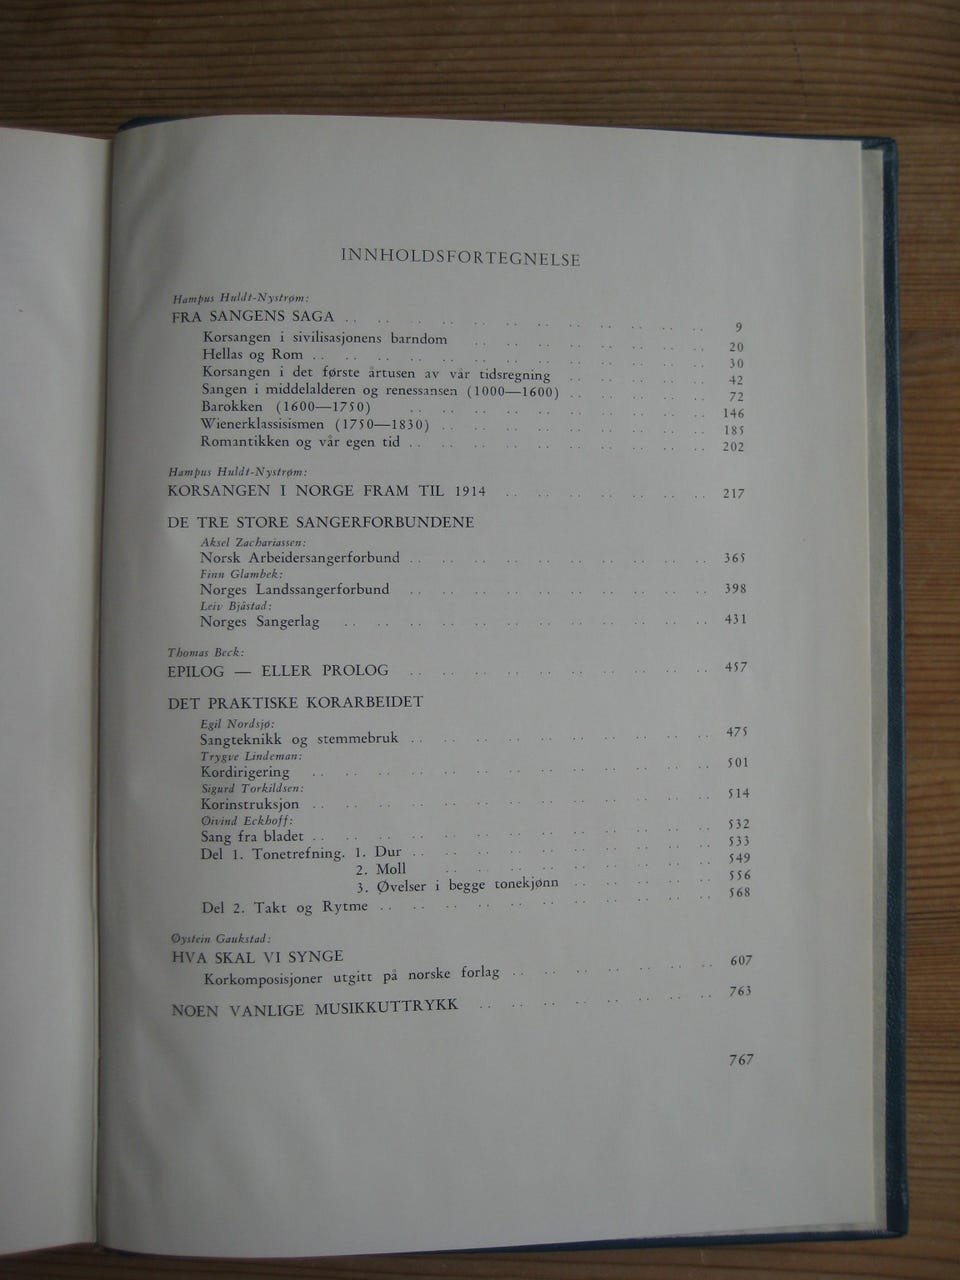 INNHOLDSFORTEGNELSE
Hampus Huldt-Nystrøm:
FRA SANGENS SAGA . . . . . . . . . . . . . . . . . . . . . . 9
Korsangen i sivilisasjonens barndom . . . . . . . . . . . . . . 20
Hellas og Rom . . . . . . . . . . . . . . . . . . . . . . 30
Korsangen i det første årtusen av vår tidsregning . . . . . . . . . . 42
Sangen i middelalderen og renessansen (1000—1600) . . . . . . . . . . 72
Barokken (1600—1750) . . . . . . . . . . . . . . . . . . 146
Wienerklassisismen (1750—1830) . . . . . . . . . . . . . . . . 185
Romantikken og vår egen tid . . . . . . . . . . . . . . . . . . 202
Hampus Huldt-Nystrøm:
KORSANGEN I NORGE FRAM TIL 1914 . . . . . . . . . . . . 217
DE TRE STORE SANGERFORBUNDENE
Aksel Zachariassen:
Norsk Arbeidersangerforbund . . . . . . . . . . . . . . . . . . 365
Finn Glambek:
Norges Landssangerforbund . . . . . . . . . . . . . . . . . . 398
Leiv Bjåstad:
Norges Sangerlag . . . . . . . . . . . . . . . . . . . . 431
Thomas Beck:
EPILOG — ELLER PROLOG . . . . . . . . . . . . . . . . . . 457
DET PRAKTISKE KORARBEIDET
Egil Nordsjø:
Sangteknikk og stemmebruk . . . . . . . . . . . . . . . . . . 475
Trygve Lindeman:
Kordirigering . . . . . . . . . . . . . . . . . . . . . . 501
Sigurd Torkildsen:
Korinstruksjon . . . . . . . . . . . . . . . . . . . . . . 514
Øivind Eckhoff:
Sang fra bladet . . . . . . . . . . . . . . . . . . . . . . 532
Del 1. Tonetrefning. 1. Dur . . . . . . . . . . . . . . . . . . 533
2. Moll . . . . . . . . . . . . . . . . 549
3. Øvelser i begge tonekjønn . . . . . . . . . . 556
Del 2. Takt og Rytme . . . . . . . . . . . . . . . . . . . . 568
Øystein Gaukstad:
HVA SKAL VI SYNGE
Korkomposisjoner utgitt på norske forlag . . . . . . . . . . . . 607
NOEN VANLIGE MUSIKKUTTRYKK . . . . . . . . . . . . . . 763
767